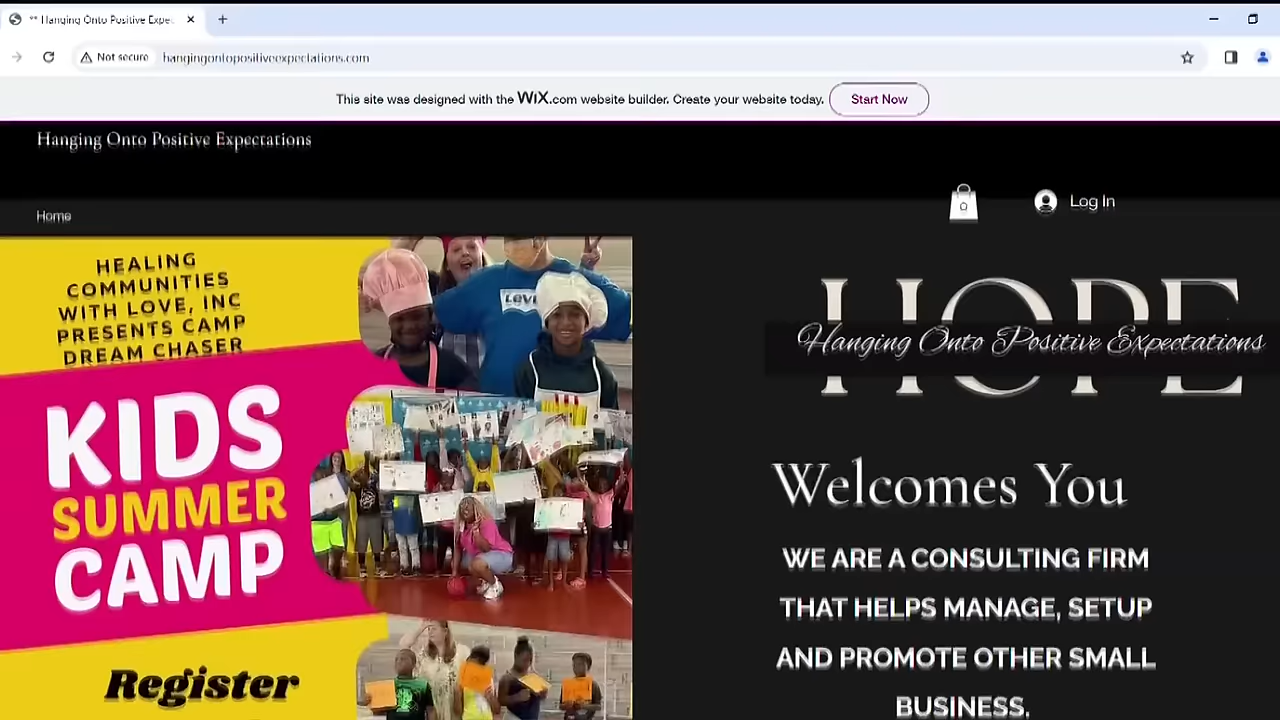 ** Hanging Onto Positive Expec
Not secure
hangingontopositiveexpectations.com
This site was designed with the WiX.com website builder. Create your website today.
Start Now
Hanging Onto Positive Expectations
Log In
Home
HEALING
COMMUNITIES
WITH LOVE, INC
PRESENTS CAMP
DREAM CHASER
KIDS
SUMMER
CAMP
Register
Levi
HOPE
Hanging Onto Positive Expectations
Welcomes You
WE ARE A CONSULTING FIRM
THAT HELPS MANAGE, SETUP
AND PROMOTE OTHER SMALL
BUSINESS.